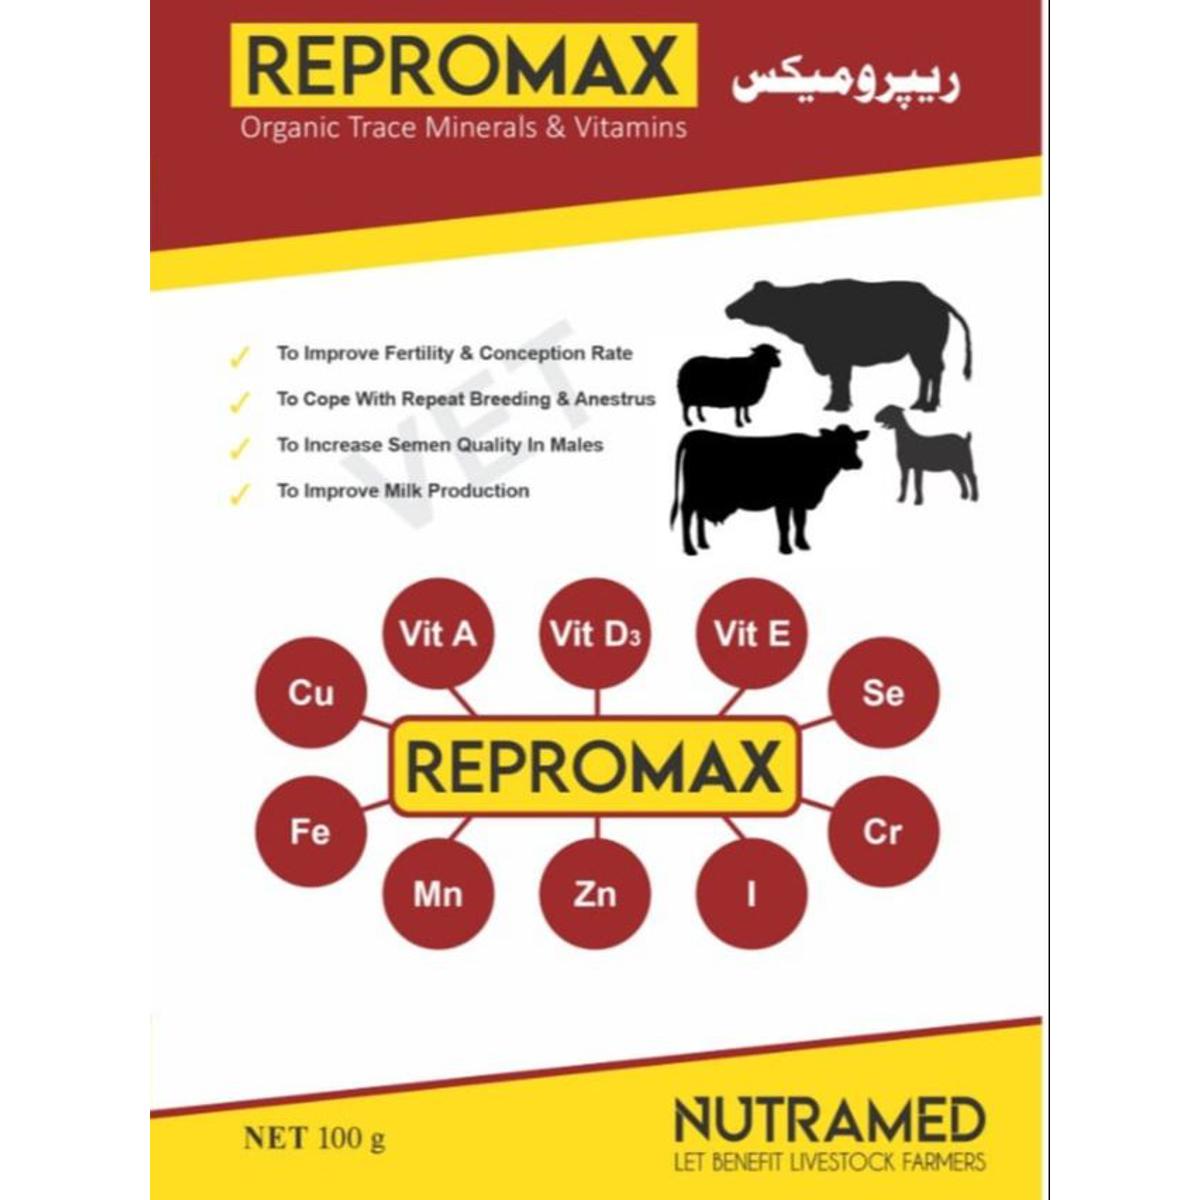 REPROMAX ریپرومیکس
Organic Trace Minerals & Vitamins
To Improve Fertility & Conception Rate
To Cope With Repeat Breeding & Anestrus
To Increase Semen Quality In Males
To Improve Milk Production
VET
Vit A Vit D3 Vit E
Cu Se
REPROMAX
Fe Cr
Mn Zn I
NET 100 g
NUTRAMED
LET BENEFIT LIVESTOCK FARMERS